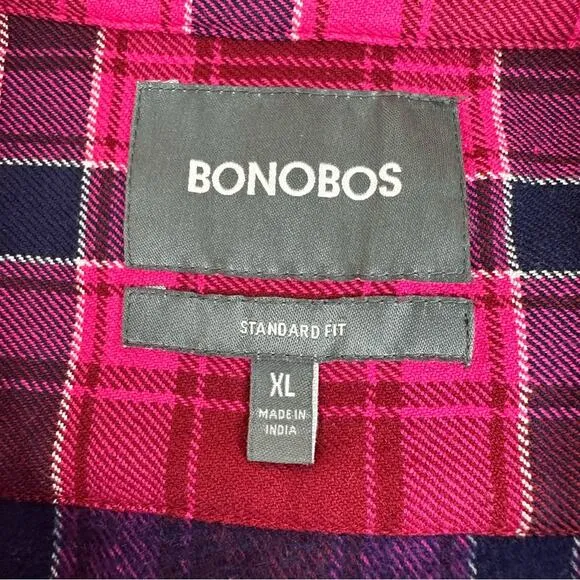 BONOBOS
STANDARD FIT
XL
MADE IN
INDIA